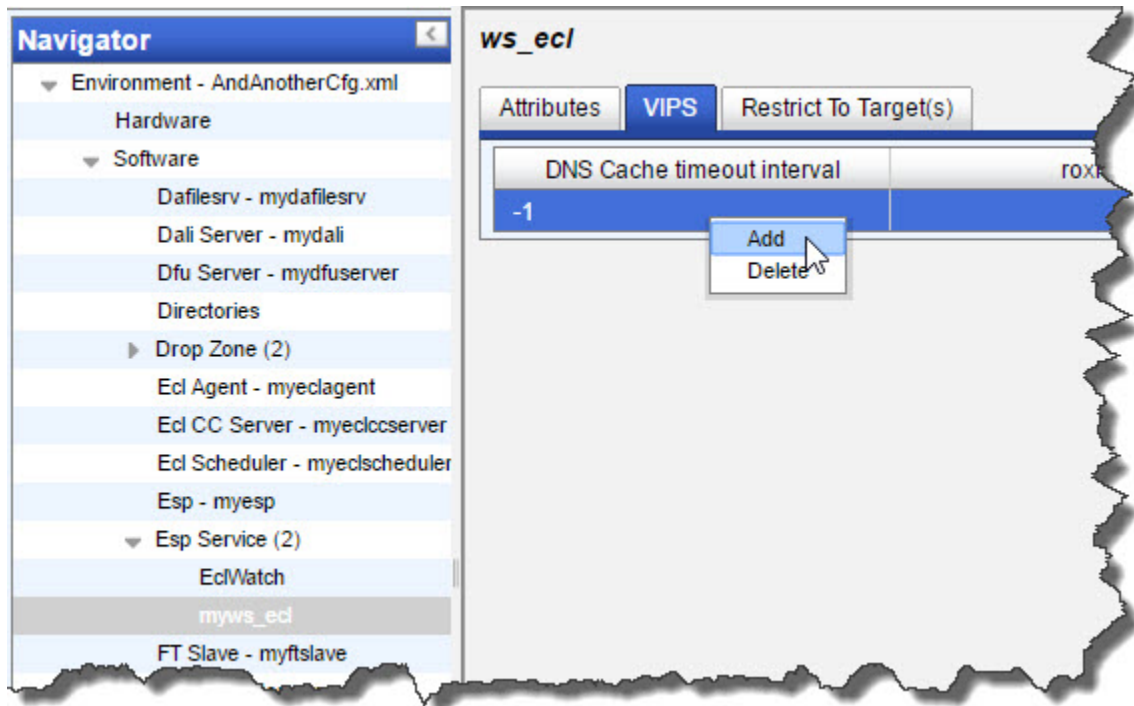 Navigator
Environment - AndAnotherCfg.xml
Hardware
Software
Dafilesrv - mydafilesrv
Dali Server - mydali
Dfu Server - mydfuserver
Directories
Drop Zone (2)
Ecl Agent - myeclagent
Ecl CC Server - myeclccserver
Ecl Scheduler - myeclscheduler
Esp - myesp
Esp Service (2)
EclWatch
myws_ecl
FT Slave - myftslave
ws_ecl
Attributes VIPS Restrict To Target(s)
DNS Cache timeout interval
-1
Add
Delete